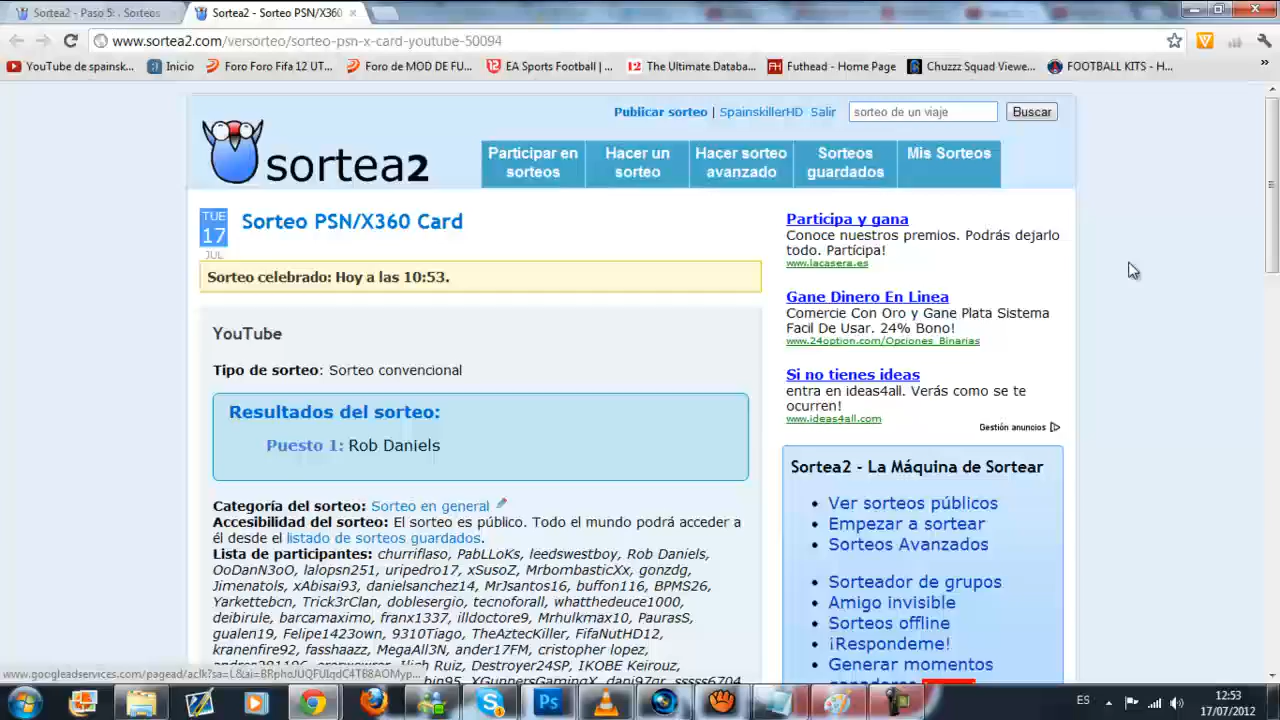 Sortea2 - Paso 5: Sorteos
Sortea2 - Sorteo PSN/X360
www.sortea2.com/versorteo/sorteo-psn-x-card-youtube-50094
YouTube de spainsk...
Inicio
Foro Foro Fifa 12 UT...
Foro de MOD DE FU...
EA Sports Football | ...
The Ultimate Databa...
Futhead - Home Page
Chuzz Squad Viewe...
FOOTBALL KITS - H...
Publicar sorteo | SpainskillerHD Salir
sorteo de un viaje
Buscar
sortea2
Participar en sorteos
Hacer un sorteo
Hacer sorteo avanzado
Sorteos guardados
Mis Sorteos
TUE
17
JUL
Sorteo PSN/X360 Card
Sorteo celebrado: Hoy a las 10:53.
YouTube
Tipo de sorteo: Sorteo convencional
Resultados del sorteo:
Puesto 1: Rob Daniels
Categoría del sorteo: Sorteo en general
Accesibilidad del sorteo: El sorteo es público. Todo el mundo podrá acceder a
él desde el listado de sorteos guardados.
Lista de participantes: churriflaso, PabLLoKs, leedswestboy, Rob Daniels,
OoDanN3oO, lalopsn251, uripedro17, xSusoZ, MrbombasticXx, gonzdg,
Jimenatols, xAbisai93, danielsanchez14, MrJsantos16, buffon116, BPMS26,
Yarkettebcn, Trick3rClan, doblesergio, tecnoforall, whatthedeuce1000,
deibirule, barcamaximo, franx1337, illdoctore9, Mrhulkmax10, PaurasS,
gualen19, Felipe1423own, 9310Tiago, TheAztecKiller, FifaNutHD12,
krannfire92, fasshaazz, MegaAll3N, ander17FM, cristopher lopez,
Ruiz, Destroyer24SP, IKOBE Keirouz,
XGunnersGamingX, dani97gr, sssss6704
Participa y gana
Conoce nuestros premios. Podrás dejarlo
todo. Partícipa!
www.lacasera.es
Gane Dinero En Linea
Comercie Con Oro y Gane Plata Sistema
Facil De Usar. 24% Bono!
www.24option.com/Opciones_Binarias
Si no tienes ideas
entra en ideas4all. Verás como se te
ocurren!
www.ideas4all.com
Gestión anuncios
Sortea2 - La Máquina de Sortear
Ver sorteos públicos
Empezar a sortear
Sorteos Avanzados
Sorteador de grupos
Amigo invisible
Sorteos offline
¡Respondeme!
Generar momentos
ES
12:53
17/07/2012